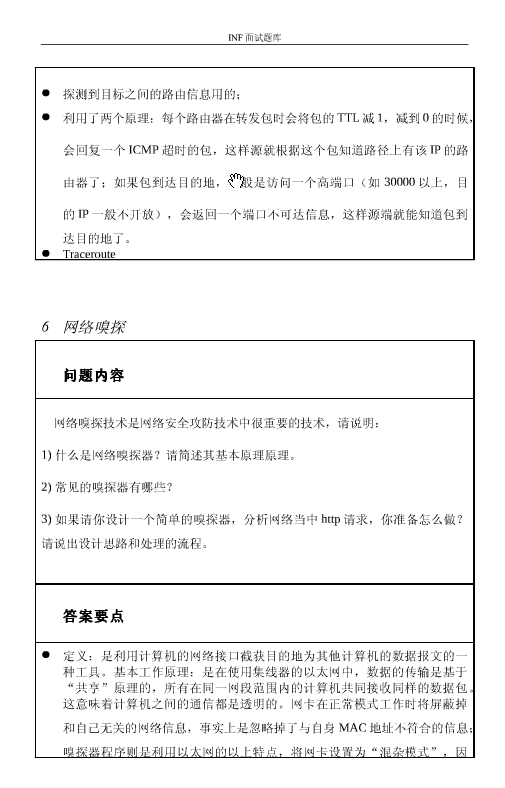 INF 面试题库
● 探测到目标之间的路由信息用的；
● 利用了两个原理：每个路由器在转发包时会将包的 TTL 减 1，减到 0 的时候，
会回复一个 ICMP 超时的包，这样源就根据这个包知道路径上有该 IP 的路
由器了；如果包到达目的地，般是访问一个高端口（如 30000 以上，目
的 IP 一般不开放），会返回一个端口不可达信息，这样源端就能知道包到
达目的地了。
● Traceroute
6 网络嗅探
问题内容
网络嗅探技术是网络安全攻防技术中很重要的技术，请说明：
1) 什么是网络嗅探器？请简述其基本原理原理。
2) 常见的嗅探器有哪些？
3) 如果请你设计一个简单的嗅探器，分析网络当中 http 请求，你准备怎么做？
请说出设计思路和处理的流程。
答案要点
● 定义：是利用计算机的网络接口截获目的地为其他计算机的数据报文的一
种工具。基本工作原理：是在使用集线器的以太网中，数据的传输是基于
“共享”原理的，所有在同一网段范围内的计算机共同接收同样的数据包。
这意味着计算机之间的通信都是透明的。网卡在正常模式工作时将屏蔽掉
和自己无关的网络信息，事实上是忽略掉了与自身 MAC 地址不符合的信息；
嗅探器程序则是利用以太网的以上特点，将网卡设置为“混杂模式”，因